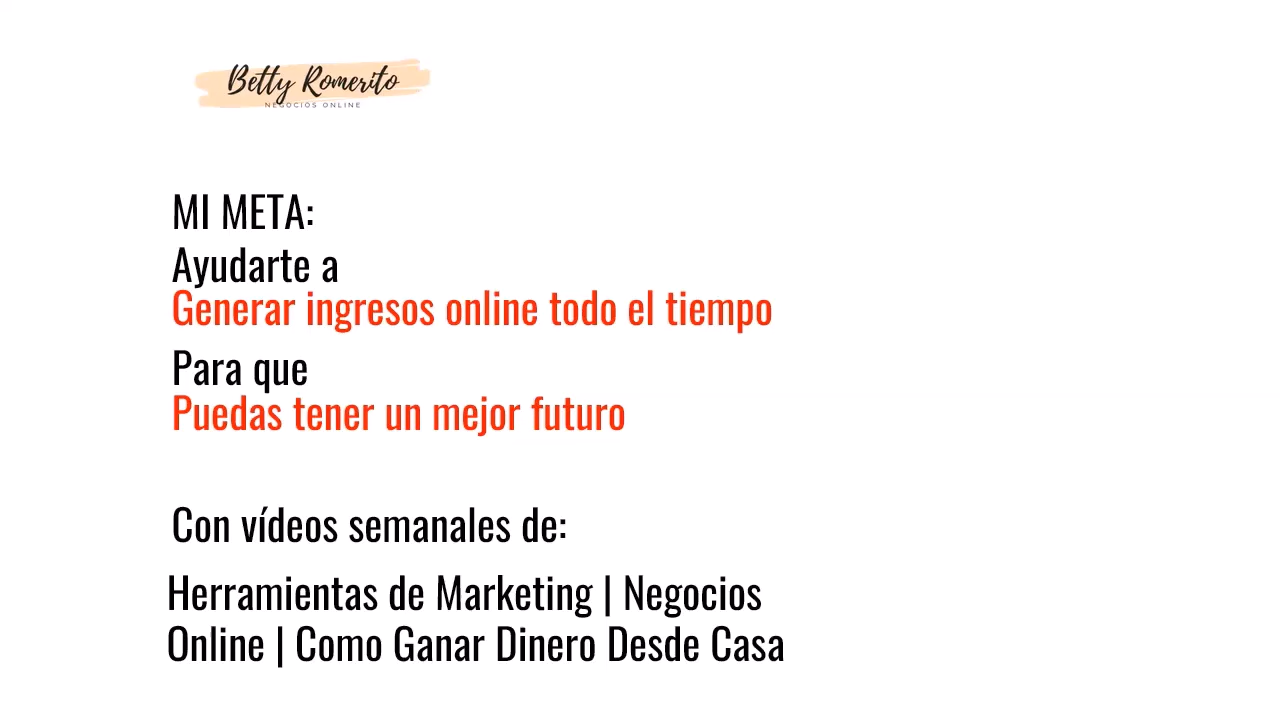 Betty Romerito
NEGOCIOS ONLINE
MI META:
Ayudarte a
Generar ingresos online todo el tiempo
Para que
Puedas tener un mejor futuro
Con vídeos semanales de:
Herramientas de Marketing | Negocios
Online | Como Ganar Dinero Desde Casa